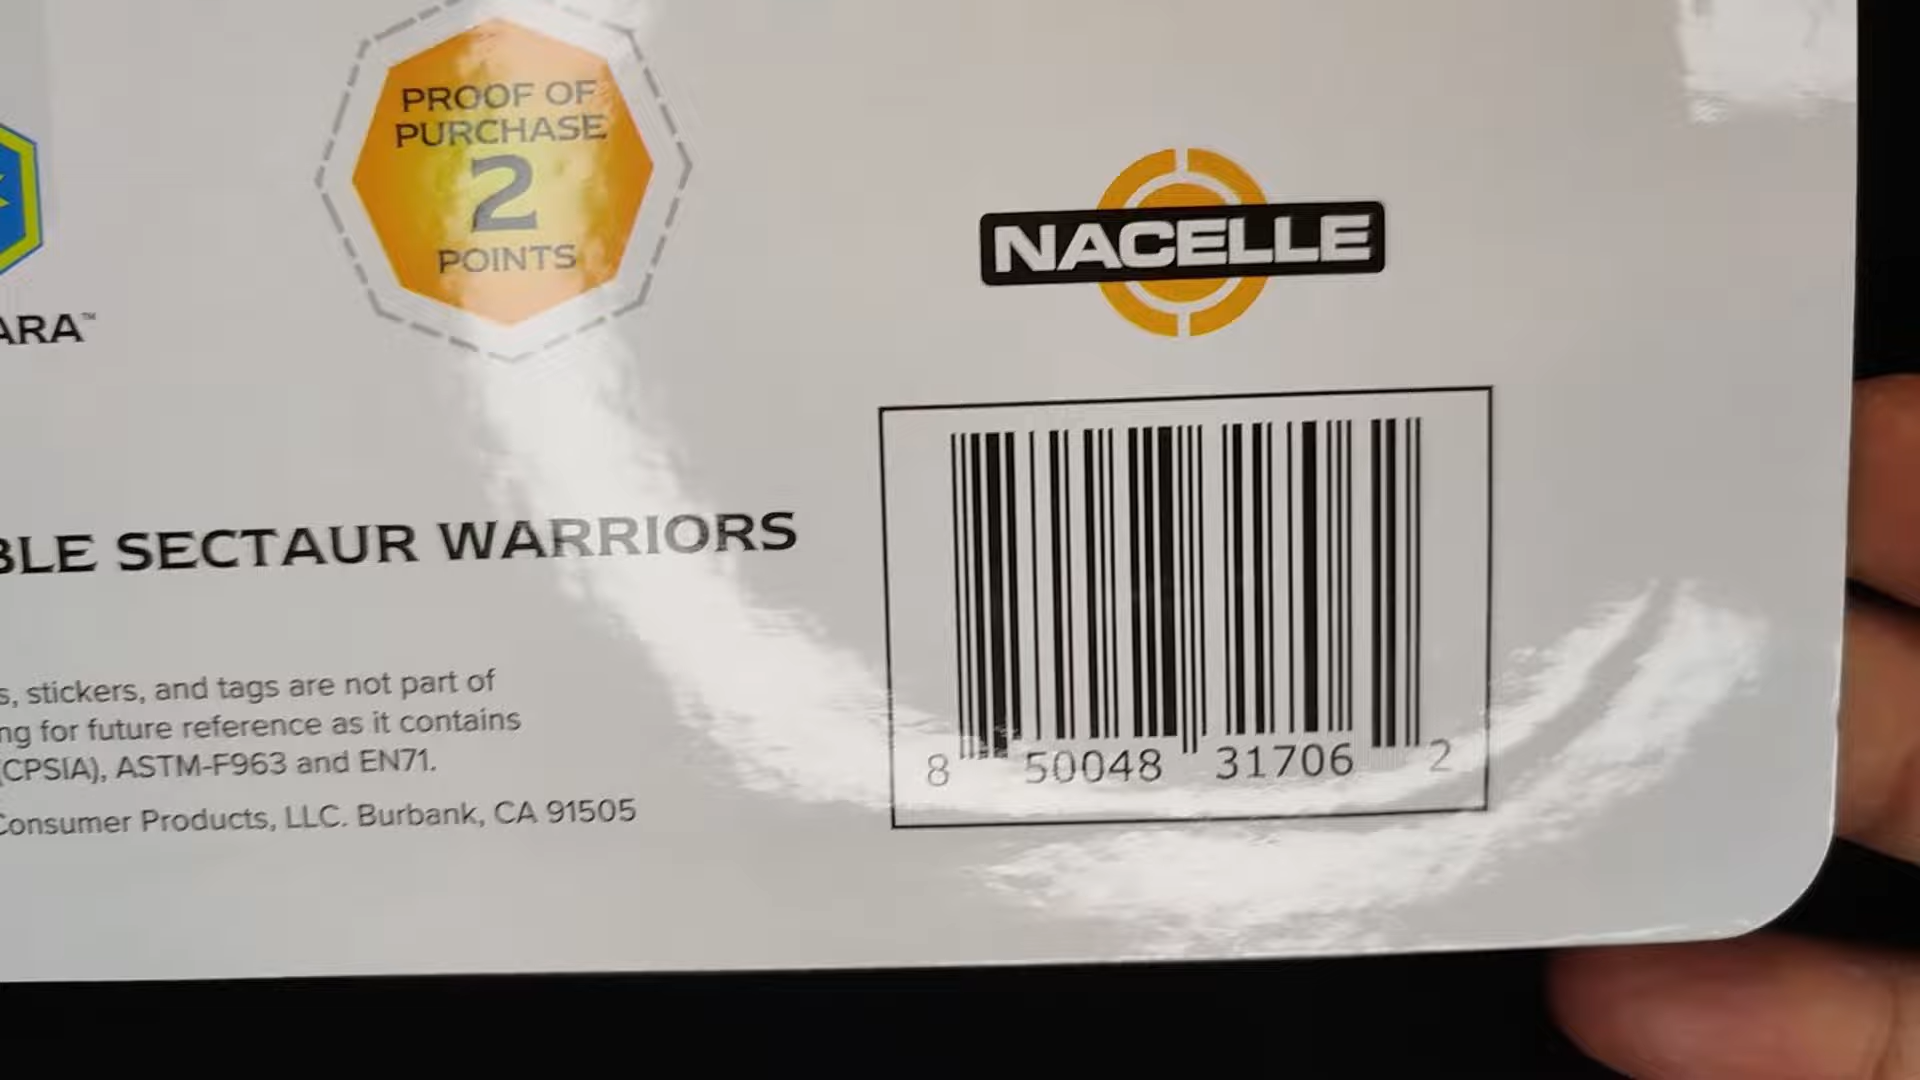 PROOF OF
PURCHASE
2
POINTS
NACELLE
ARA™
BLE SECTAUR WARRIORS
s, stickers, and tags are not part of
ng for future reference as it contains
(CPSIA), ASTM-F963 and EN71.
Consumer Products, LLC. Burbank, CA 91505
8 50048 31706 2